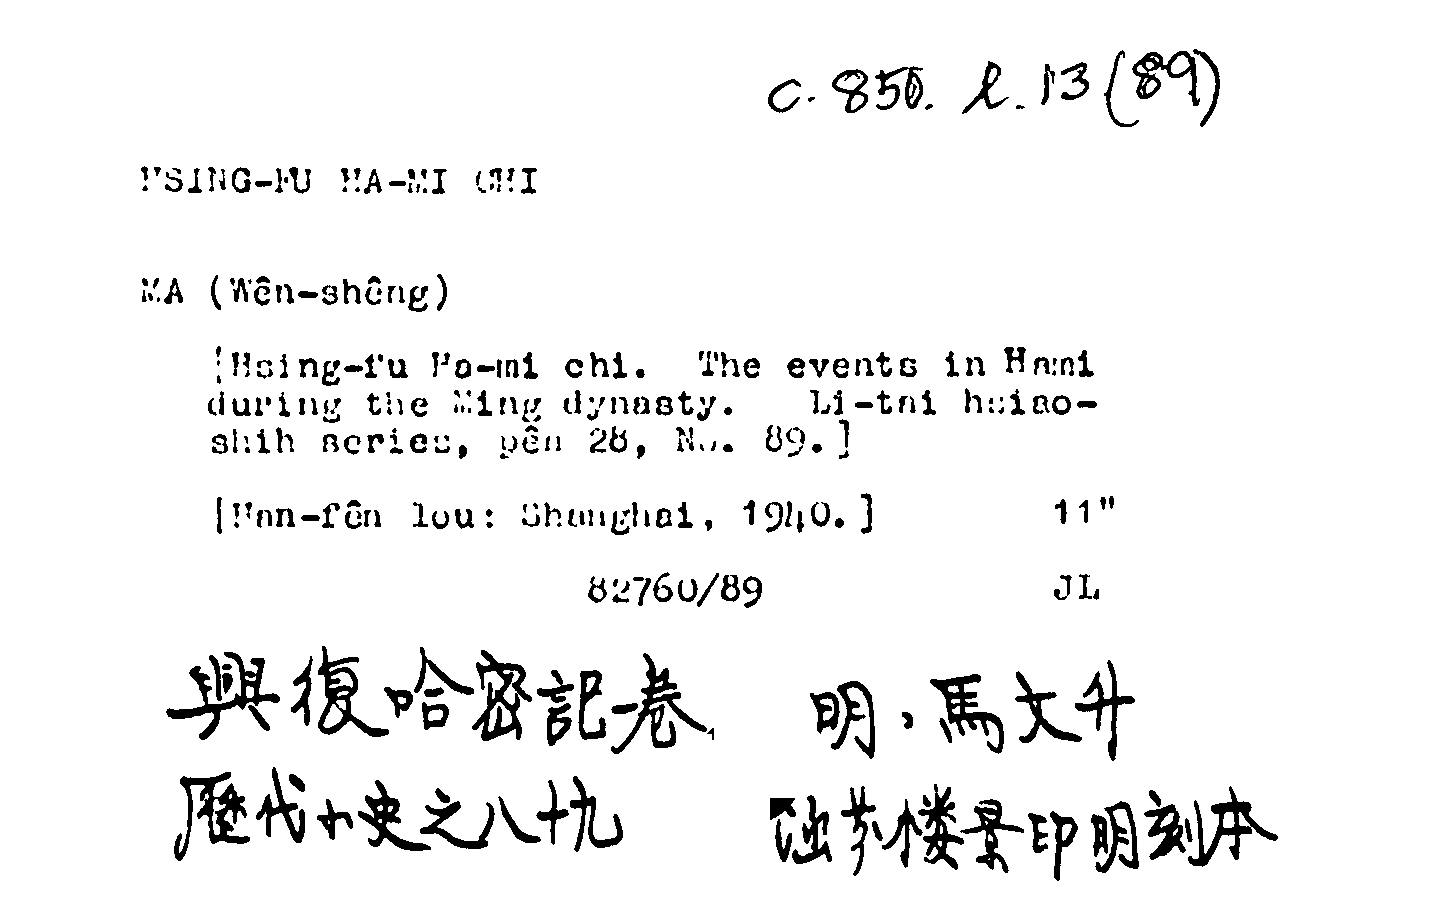 c. 850. l. 13 (89)
HSING-FU HA-MI CHI
MA (Wên-shêng)
[Hsing-fu Ha-mi chi. The events in Hami
during the Ming dynasty. Li-tai hsiao-
shih series, pên 28, No. 89.]
[Han-fên lou: Shanghai, 1940.] 11"
82760/89 JL
興復哈密記一卷. 明,馬文升
歷代小史之八十九 涵芬楼景印明刻本